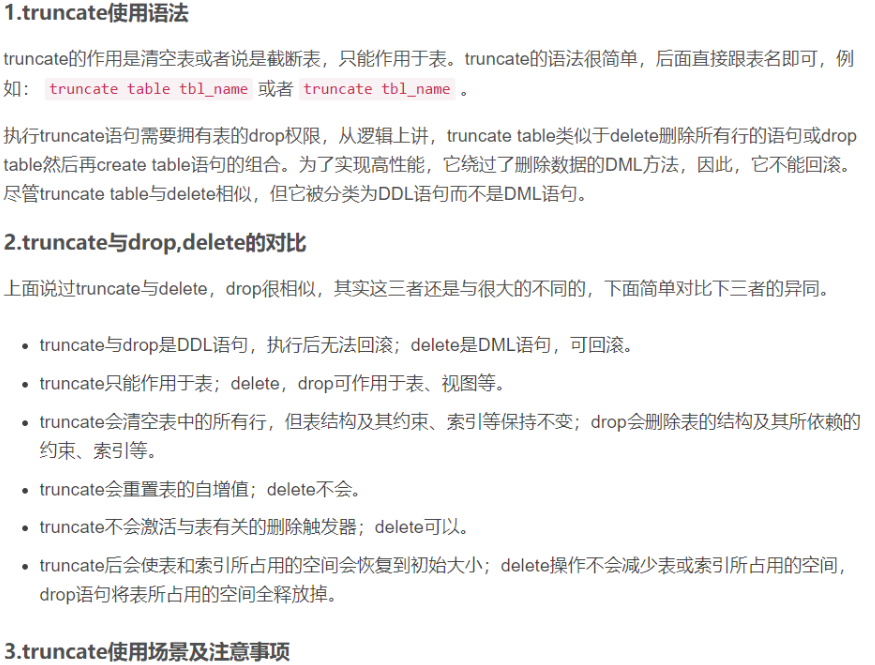 1.truncate使用语法
truncate的作用是清空表或者说是截断表，只能作用于表。truncate的语法很简单，后面直接跟表名即可，例
如： truncate table tbl_name 或者 truncate tbl_name 。
执行truncate语句需要拥有表的drop权限，从逻辑上讲，truncate table类似于delete删除所有行的语句或drop
table然后再create table语句的组合。为了实现高性能，它绕过了删除数据的DML方法，因此，它不能回滚。
尽管truncate table与delete相似，但它被分类为DDL语句而不是DML语句。
2.truncate与drop,delete的对比
上面说过truncate与delete，drop很相似，其实这三者还是与很大的不同的，下面简单对比下三者的异同。
• truncate与drop是DDL语句，执行后无法回滚；delete是DML语句，可回滚。
• truncate只能作用于表；delete，drop可作用于表、视图等。
• truncate会清空表中的所有行，但表结构及其约束、索引等保持不变；drop会删除表的结构及其所依赖的
约束、索引等。
• truncate会重置表的自增值；delete不会。
• truncate不会激活与表有关的删除触发器；delete可以。
• truncate后会使表和索引所占用的空间会恢复到初始大小；delete操作不会减少表或索引所占用的空间，
drop语句将表所占用的空间全释放掉。
3.truncate使用场景及注意事项